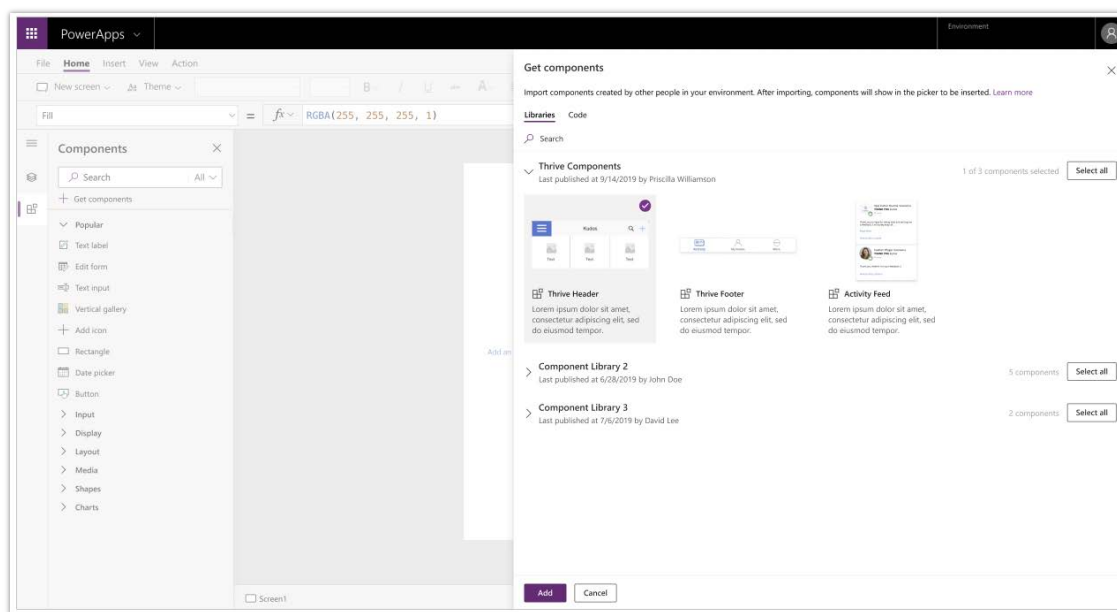 PowerApps
Environment
File Home Insert View Action
New screen Theme B I U A
Fill = fx RGBA(255, 255, 255, 1)
Components
Search All
Get components
Popular
Text label
Edit form
Text input
Vertical gallery
Add icon
Rectangle
Date picker
Button
Input
Display
Layout
Media
Shapes
Charts
Add an
Screen1
Get components
Import components created by other people in your environment. After importing, components will show in the picker to be inserted. Learn more
Libraries Code
Search
Thrive Components
Last published at 9/14/2019 by Priscilla Williamson
1 of 3 components selected Select all
Kudos
Text Text Text
Thrive Header
Lorem ipsum dolor sit amet,
consectetur adipiscing elit, sed
do eiusmod tempor.
Thrive Footer
Lorem ipsum dolor sit amet,
consectetur adipiscing elit, sed
do eiusmod tempor.
Activity Feed
Lorem ipsum dolor sit amet,
consectetur adipiscing elit, sed
do eiusmod tempor.
Component Library 2
Last published at 6/28/2019 by John Doe
5 components Select all
Component Library 3
Last published at 7/6/2019 by David Lee
2 components Select all
Add Cancel